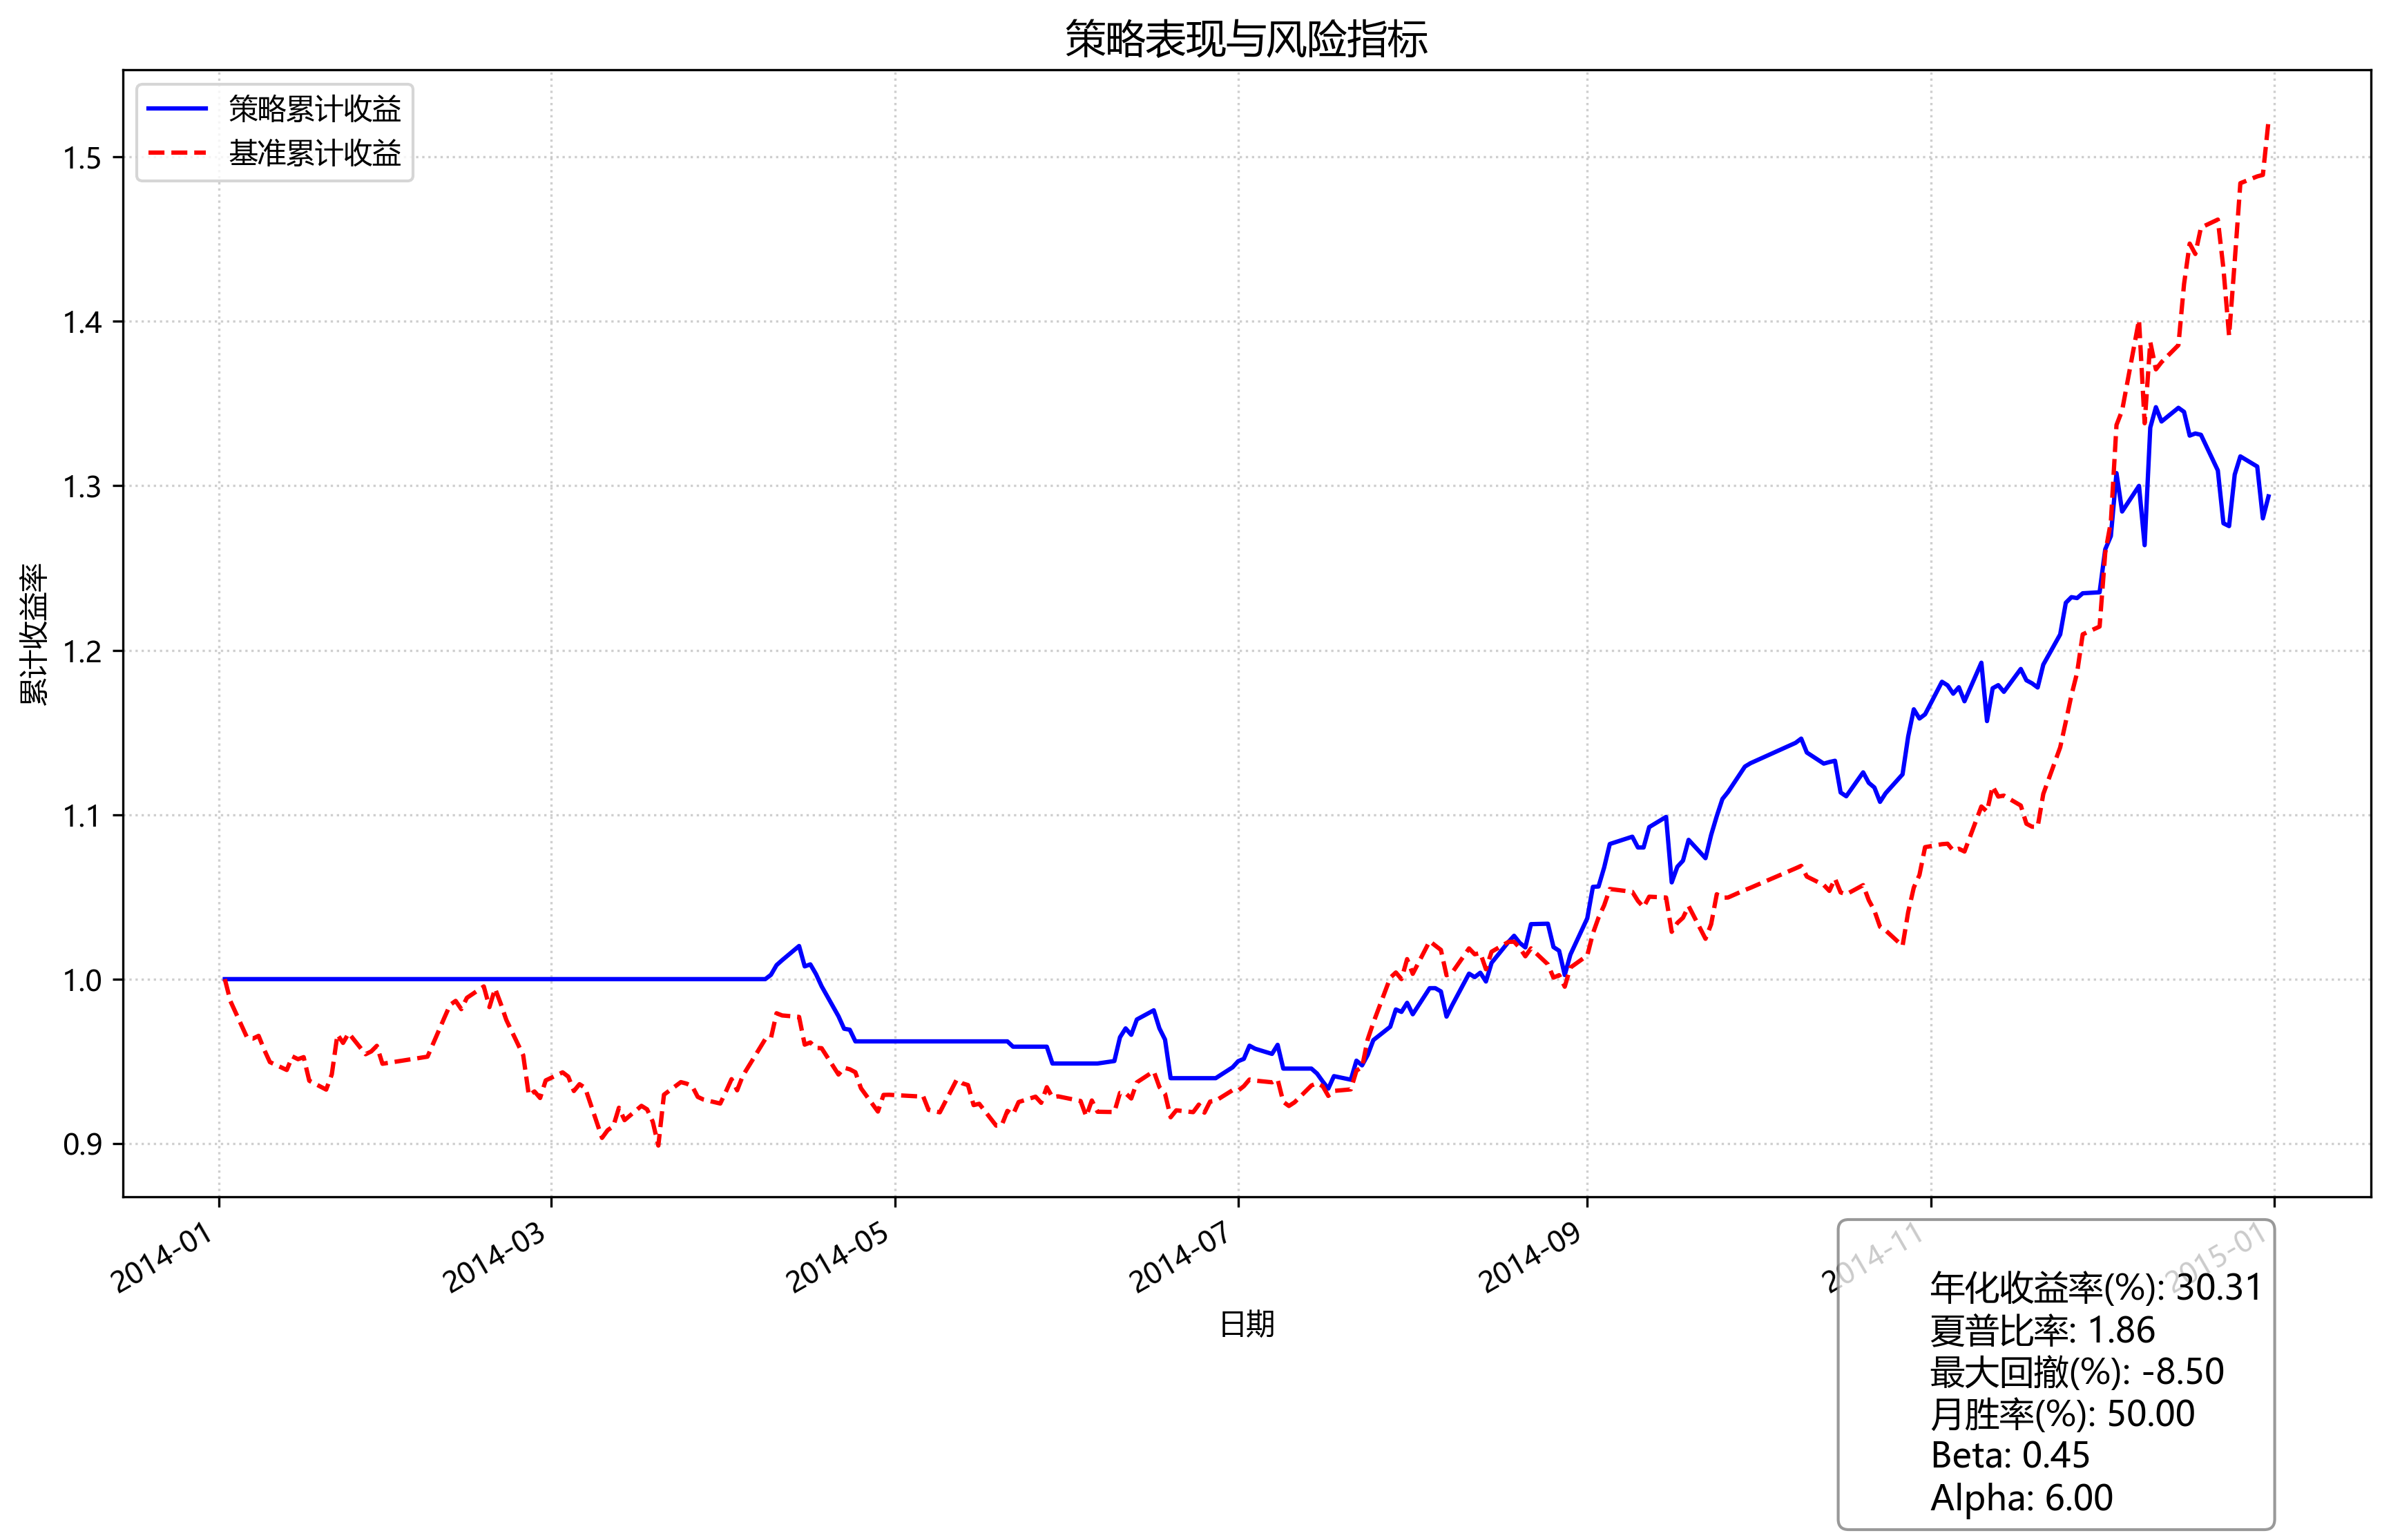 策略表现与风险指标
策略累计收益
基准累计收益
累计收益率
1.5
1.4
1.3
1.2
1.1
1.0
0.9
2014-01
2014-03
2014-05
2014-07
2014-09
2014-11
2015-01
日期
年化收益率(%): 30.31
夏普比率: 1.86
最大回撤(%): -8.50
月胜率(%): 50.00
Beta: 0.45
Alpha: 6.00